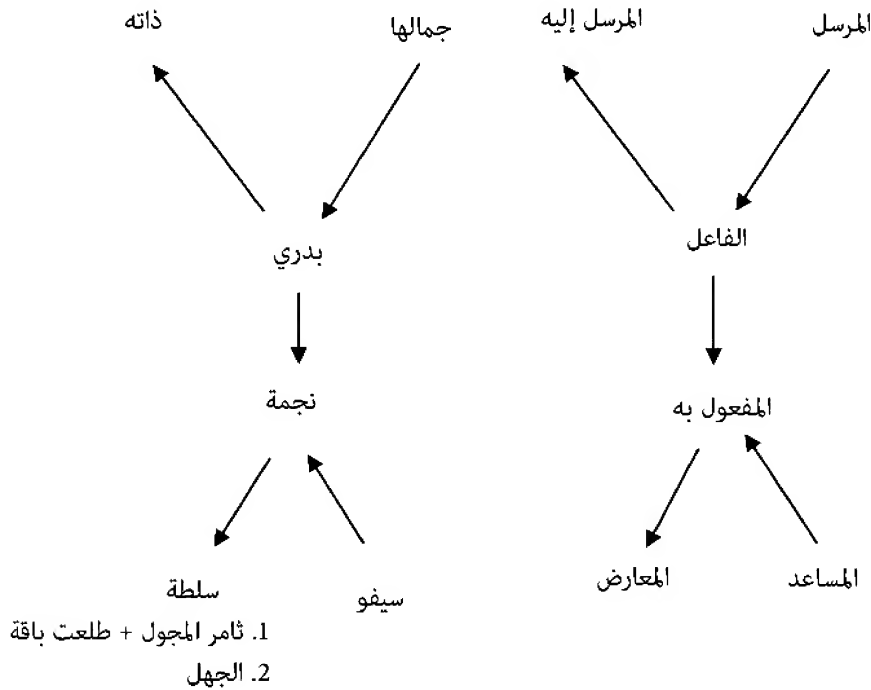 المرسل المرسل إليه جمالها ذاته
الفاعل بدري
المفعول به نجمة
المساعد المعارض سيفو سلطة
1. ثامر المجول + طلعت باقة
2. الجهل